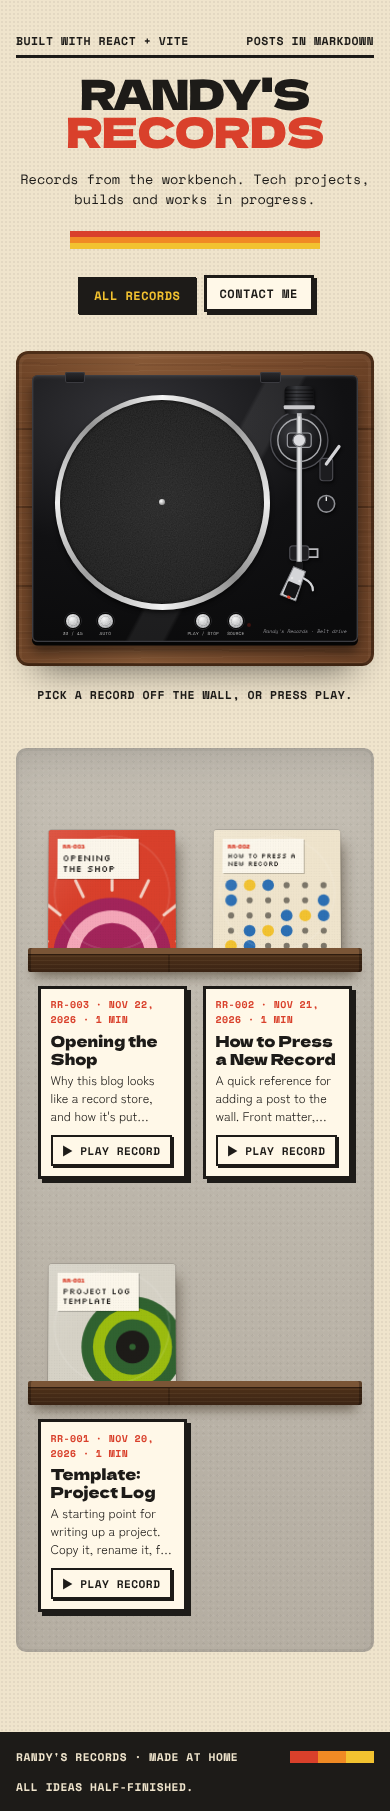 BUILT WITH REACT + VITE
POSTS IN MARKDOWN
RANDY'S
RECORDS
Records from the workbench. Tech projects,
builds and works in progress.
ALL RECORDS
CONTACT ME
33 / 45
AUTO
PLAY / STOP
SOURCE
Randy's Records · Belt drive
PICK A RECORD OFF THE WALL, OR PRESS PLAY.
RR-003
OPENING
THE SHOP
RR-002
HOW TO PRESS A
NEW RECORD
RR-003 · NOV 22,
2026 · 1 MIN
Opening the
Shop
Why this blog looks
like a record store,
and how it's put…
PLAY RECORD
RR-002 · NOV 21,
2026 · 1 MIN
How to Press
a New Record
A quick reference for
adding a post to the
wall. Front matter,…
PLAY RECORD
RR-001
PROJECT LOG
TEMPLATE
RR-001 · NOV 20,
2026 · 1 MIN
Template:
Project Log
A starting point for
writing up a project.
Copy it, rename it, f…
PLAY RECORD
RANDY'S RECORDS · MADE AT HOME
ALL IDEAS HALF-FINISHED.